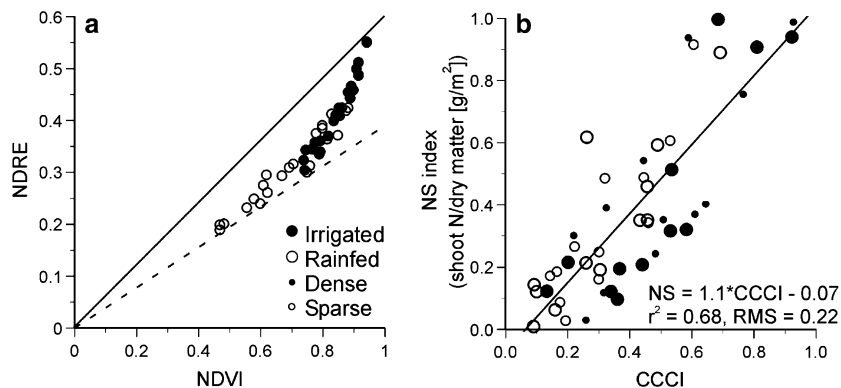 a
0.6
0.5
0.4
0.3
0.2
0.1
0
NDRE
0
0.2
0.4
0.6
0.8
1
NDVI
Irrigated
Rainfed
Dense
Sparse
b
1.0
0.8
0.6
0.4
0.2
0.0
NS index
(shoot N/dry matter [g/m²])
NS = 1.1*CCCI - 0.07
r² = 0.68, RMS = 0.22
0.0
0.2
0.4
0.6
0.8
1.0
CCCI